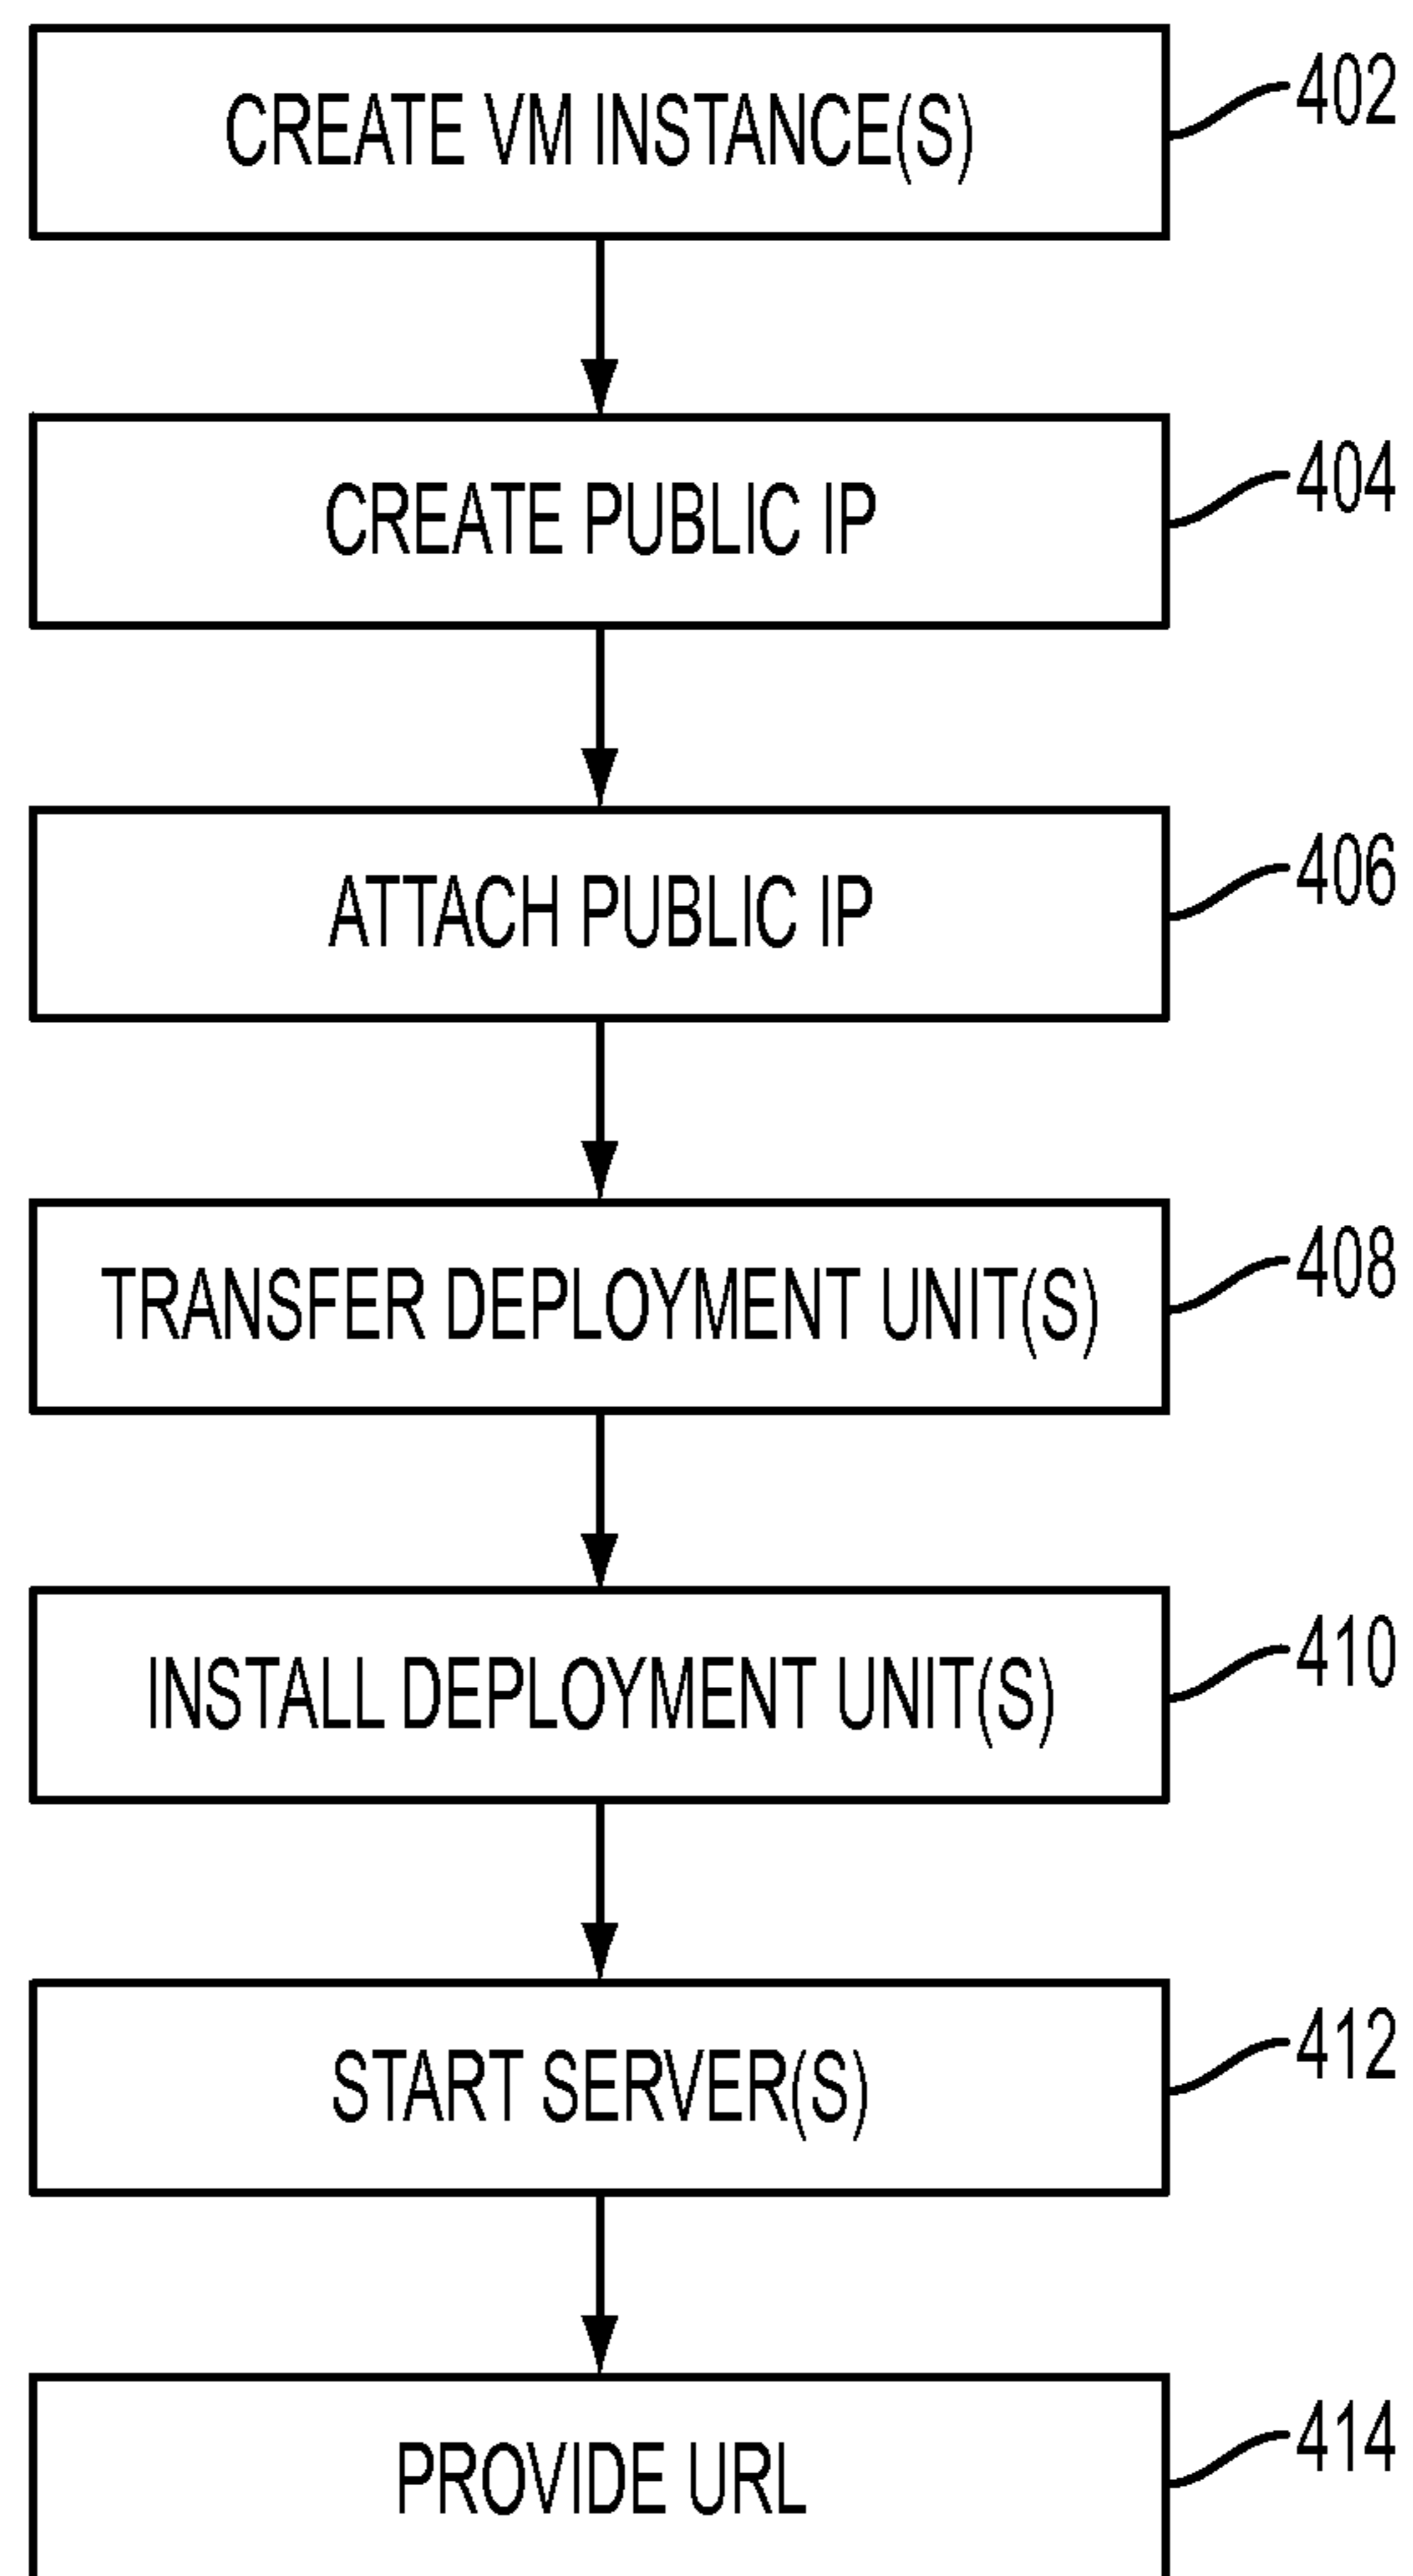 CREATE VM INSTANCE(S)
402
CREATE PUBLIC IP
404
ATTACH PUBLIC IP
406
TRANSFER DEPLOYMENT UNIT(S)
408
INSTALL DEPLOYMENT UNIT(S)
410
START SERVER(S)
412
PROVIDE URL
414